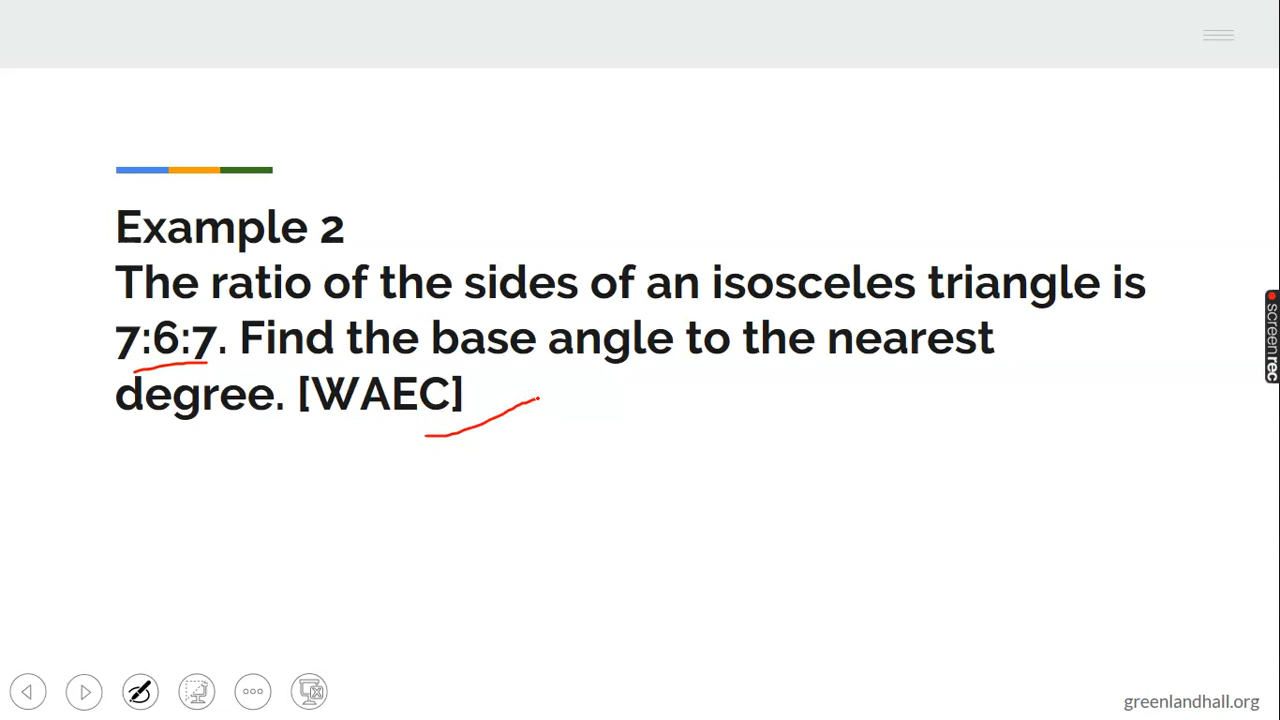 Example 2
The ratio of the sides of an isosceles triangle is
7:6:7. Find the base angle to the nearest
degree. [WAEC]
screenrec
greenlandhall.org